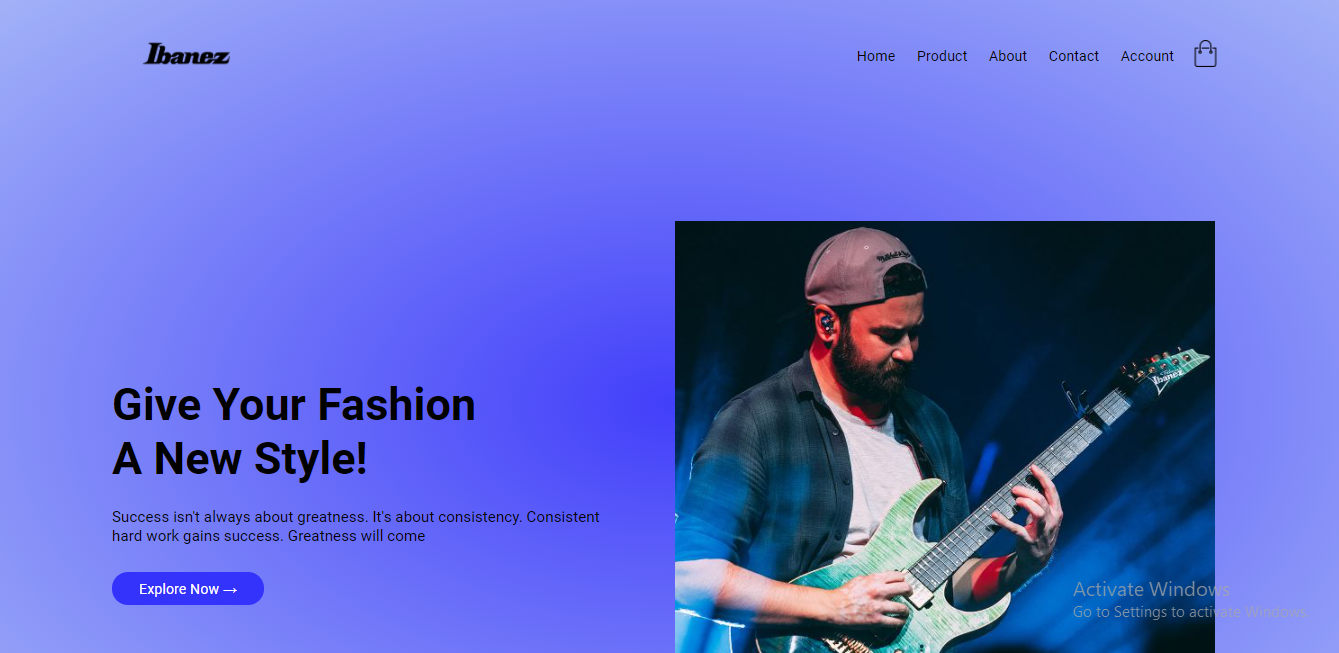 Ibanez
Home Product About Contact Account
Give Your Fashion
A New Style!
Success isn't always about greatness. It's about consistency. Consistent
hard work gains success. Greatness will come
Explore Now →
Ibanez
Activate Windows
Go to Settings to activate Windows.